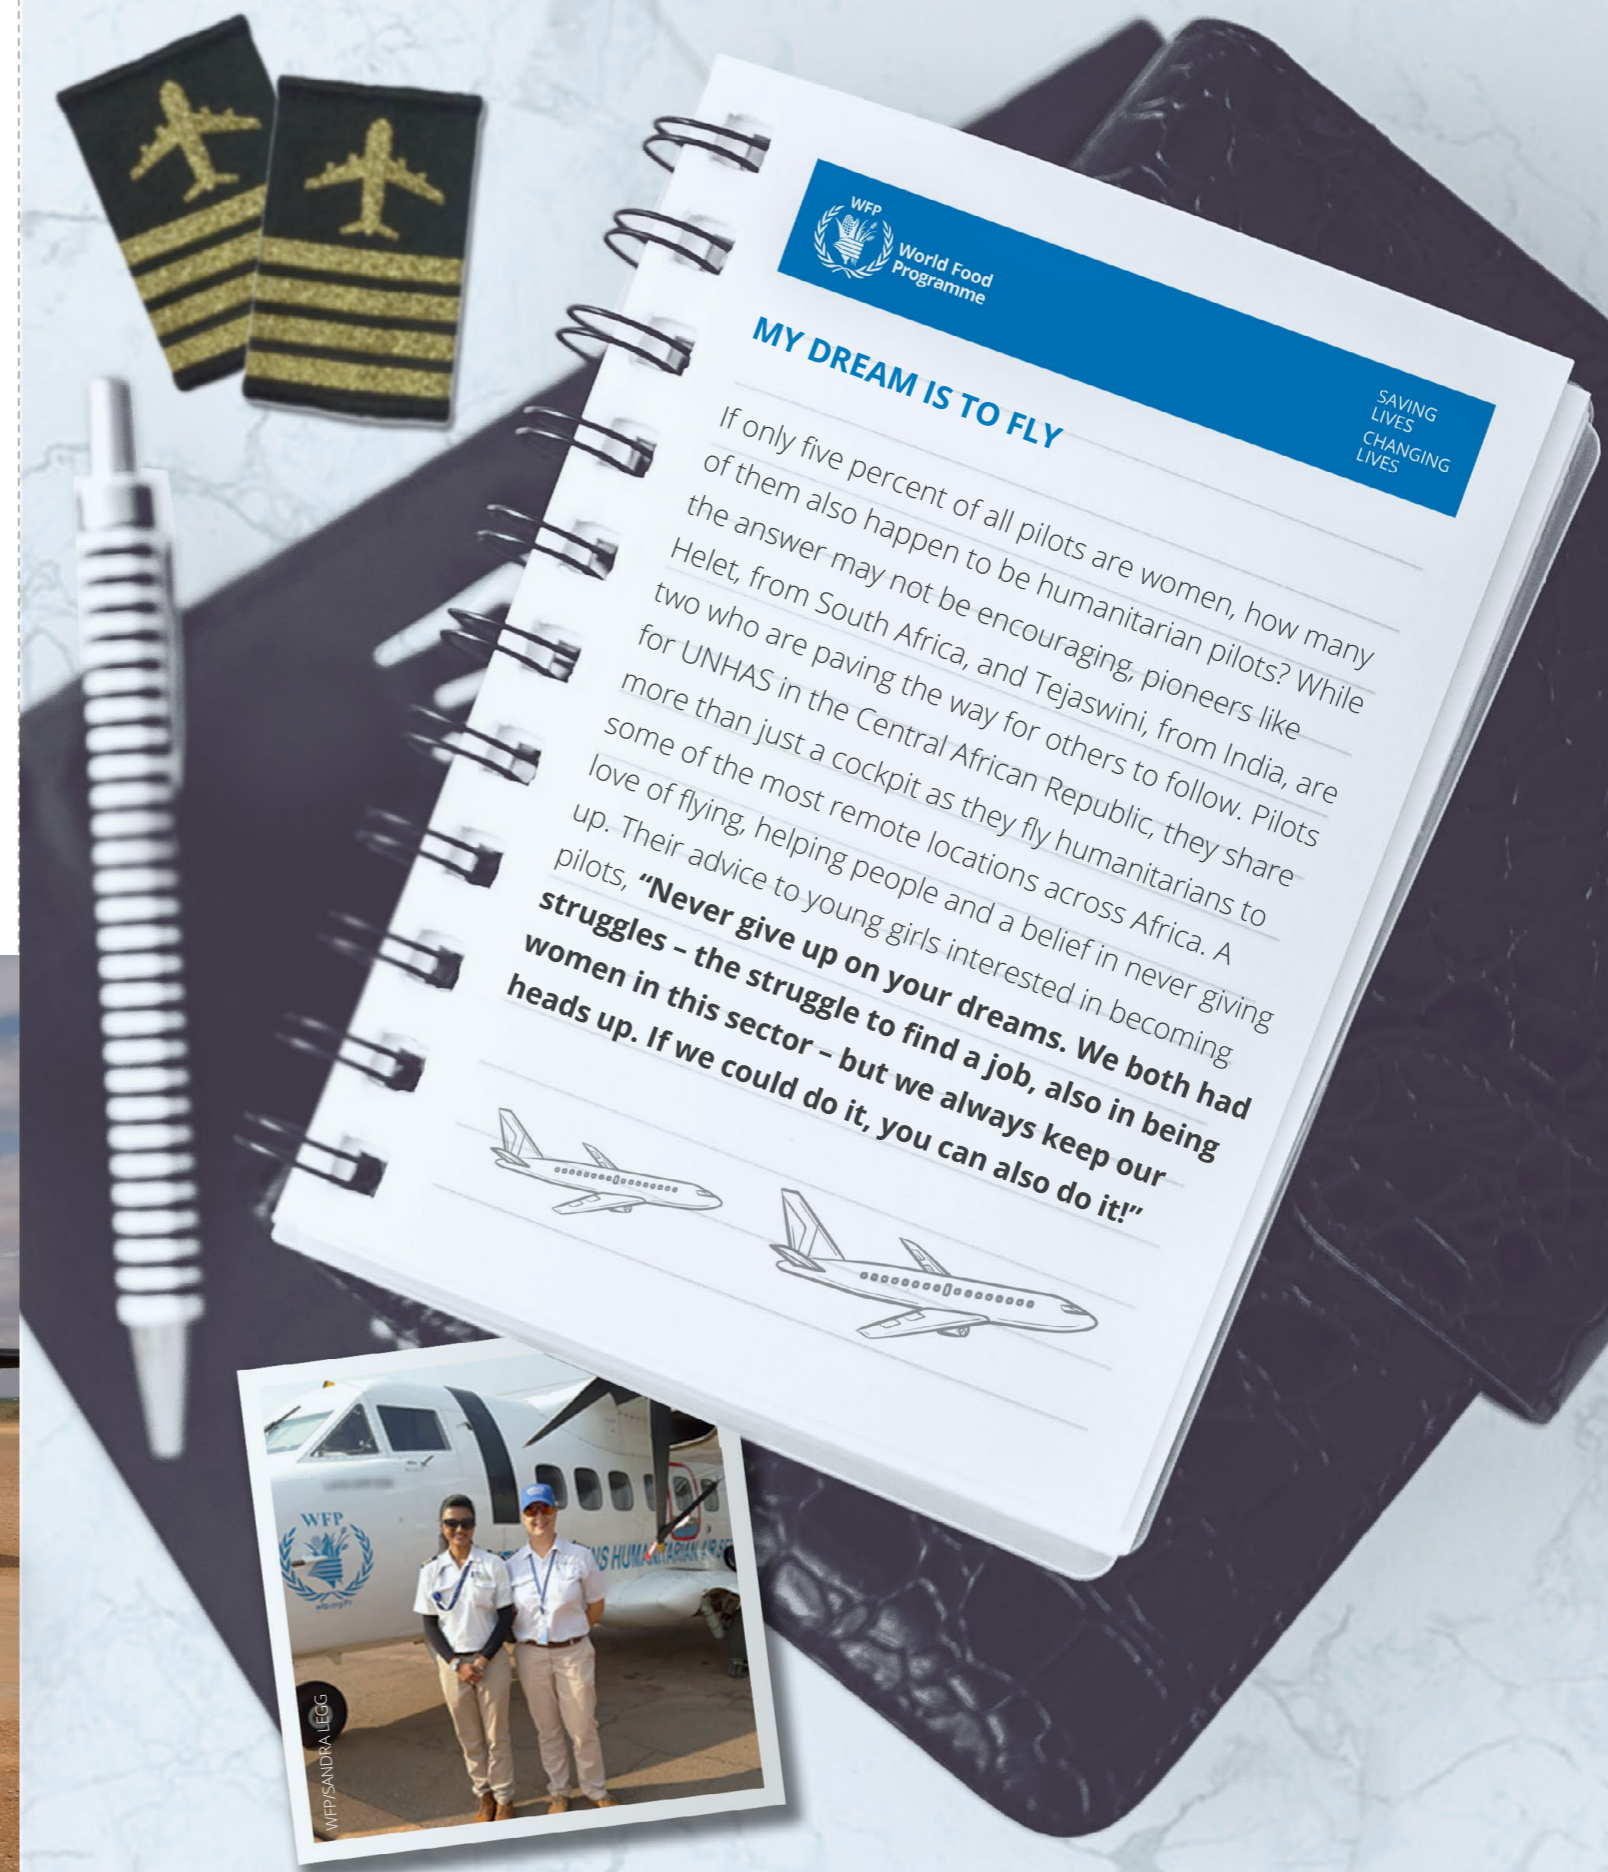 WFP
World Food
Programme
SAVING
LIVES
CHANGING
LIVES
MY DREAM IS TO FLY
If only five percent of all pilots are women, how many
of them also happen to be humanitarian pilots? While
the answer may not be encouraging, pioneers like
Helet, from South Africa, and Tejaswini, from India, are
two who are paving the way for others to follow. Pilots
for UNHAS in the Central African Republic, they share
more than just a cockpit as they fly humanitarians to
some of the most remote locations across Africa. A
love of flying, helping people and a belief in never giving
up. Their advice to young girls interested in becoming
pilots, “Never give up on your dreams. We both had
struggles – the struggle to find a job, also in being
women in this sector – but we always keep our
heads up. If we could do it, you can also do it!”
WFP
wfp.org
NS HUMANITARIAN AIR SE
WFP/SANDRA LEGG